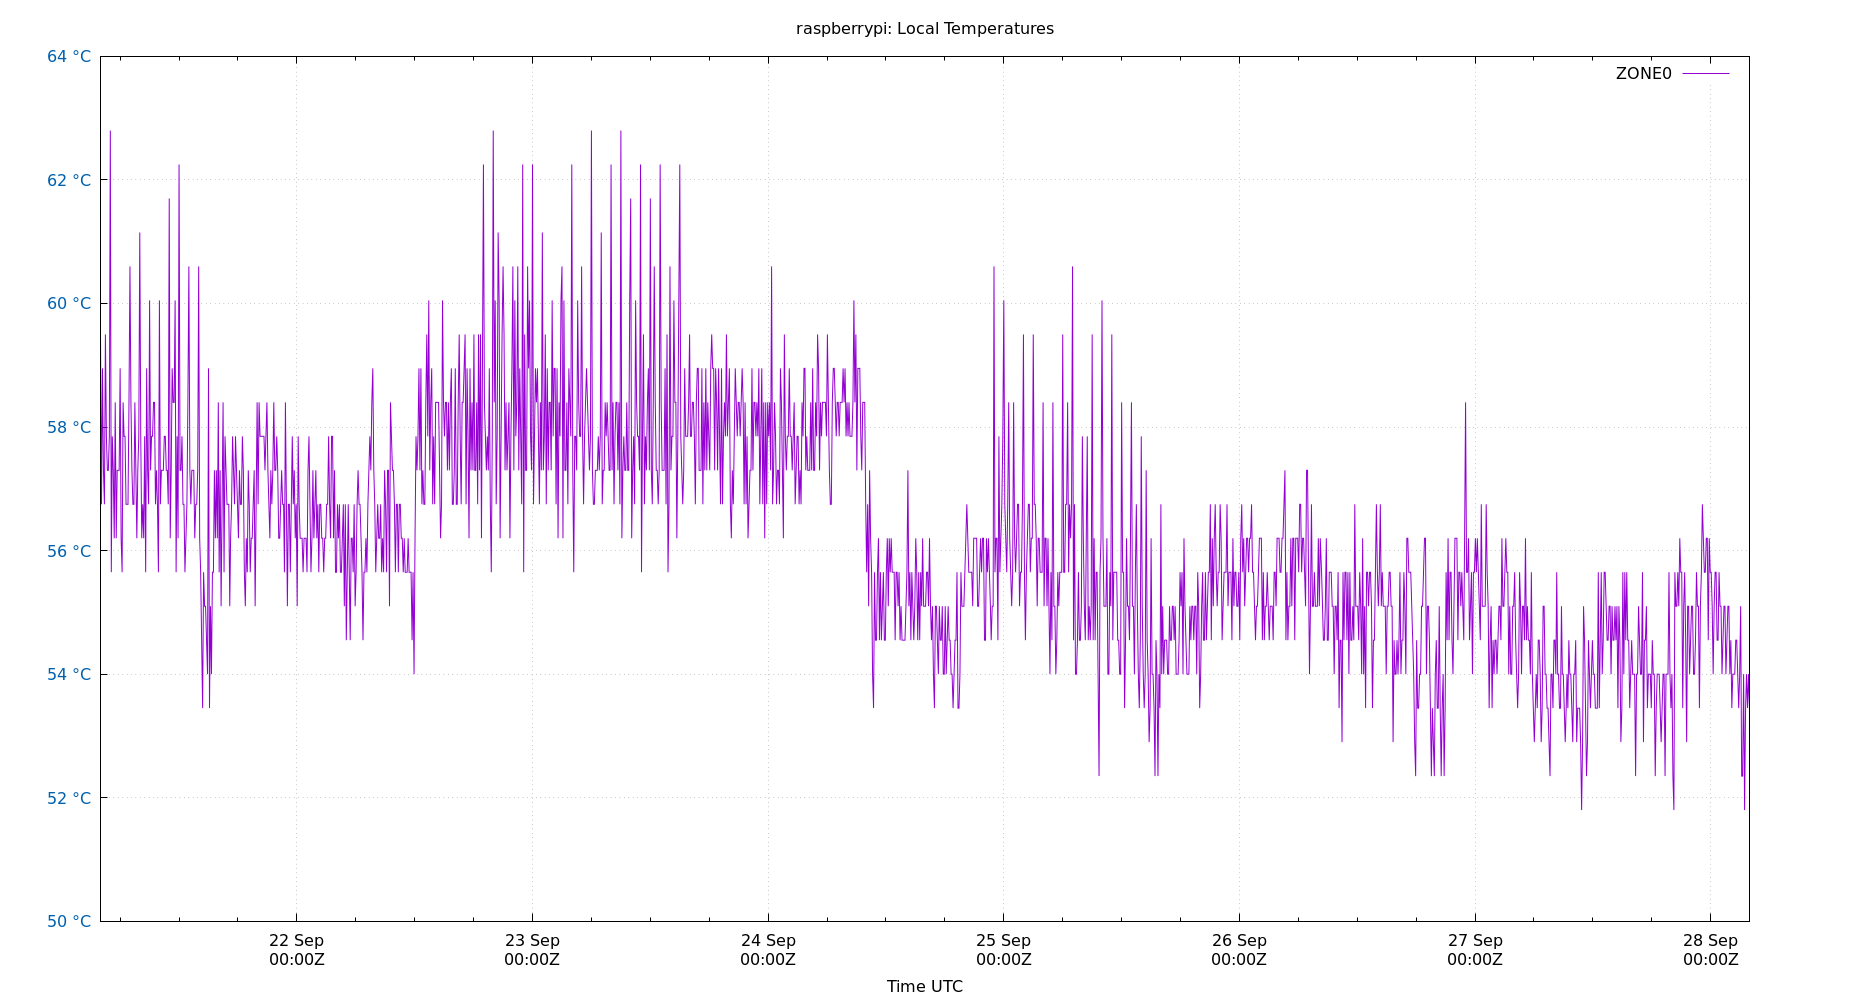 raspberrypi: Local Temperatures
ZONE0
64 °C
62 °C
60 °C
58 °C
56 °C
54 °C
52 °C
50 °C
22 Sep 23 Sep 24 Sep 25 Sep 26 Sep 27 Sep 28 Sep
00:00Z 00:00Z 00:00Z 00:00Z 00:00Z 00:00Z 00:00Z
Time UTC